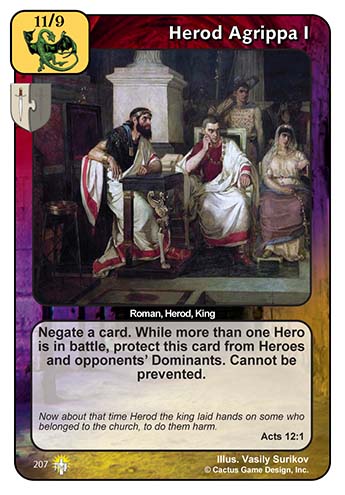 11/9
Herod Agrippa I
Roman, Herod, King
Negate a card. While more than one Hero
is in battle, protect this card from Heroes
and opponents’ Dominants. Cannot be
prevented.
Now about that time Herod the king laid hands on some who
belonged to the church, to do them harm.
Acts 12:1
Illus. Vasily Surikov
207
© Cactus Game Design, Inc.